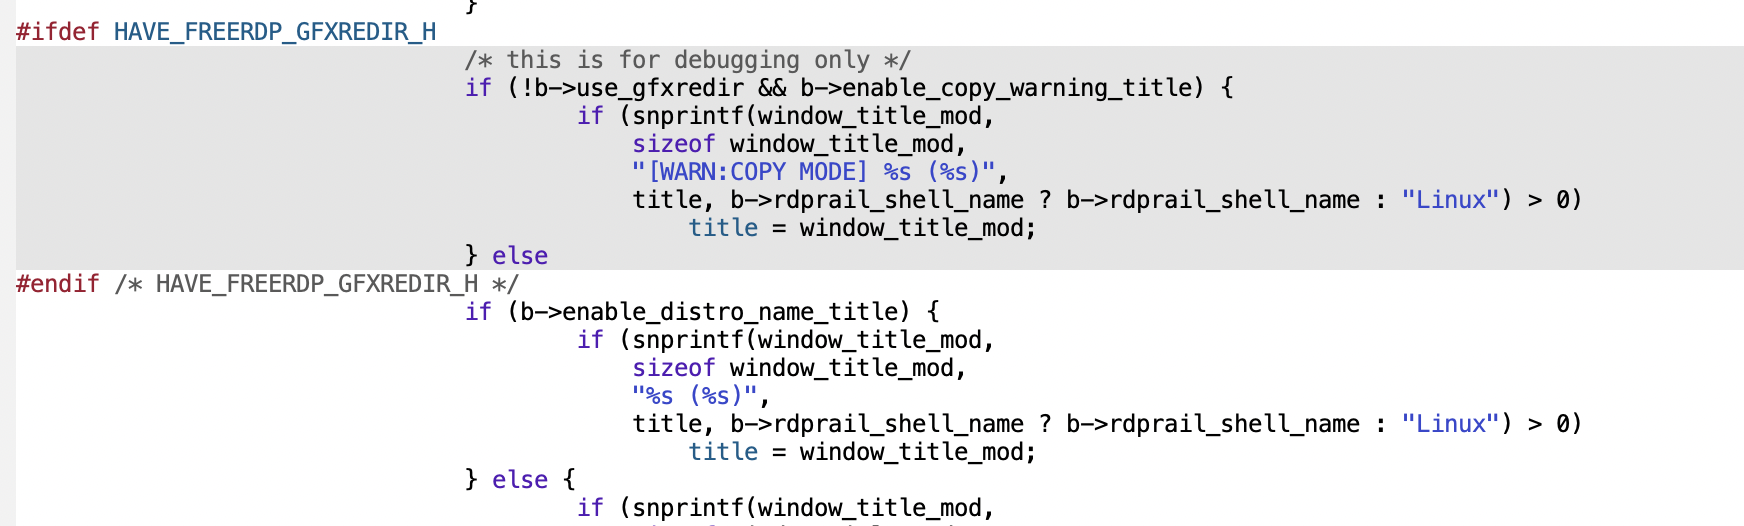 }
#ifdef HAVE_FREERDP_GFXREDIR_H
/* this is for debugging only */
if (!b->use_gfxredir && b->enable_copy_warning_title) {
if (snprintf(window_title_mod,
sizeof window_title_mod,
"[WARN:COPY MODE] %s (%s)",
title, b->rdprail_shell_name ? b->rdprail_shell_name : "Linux") > 0)
title = window_title_mod;
} else
#endif /* HAVE_FREERDP_GFXREDIR_H */
if (b->enable_distro_name_title) {
if (snprintf(window_title_mod,
sizeof window_title_mod,
"%s (%s)",
title, b->rdprail_shell_name ? b->rdprail_shell_name : "Linux") > 0)
title = window_title_mod;
} else {
if (snprintf(window_title_mod,